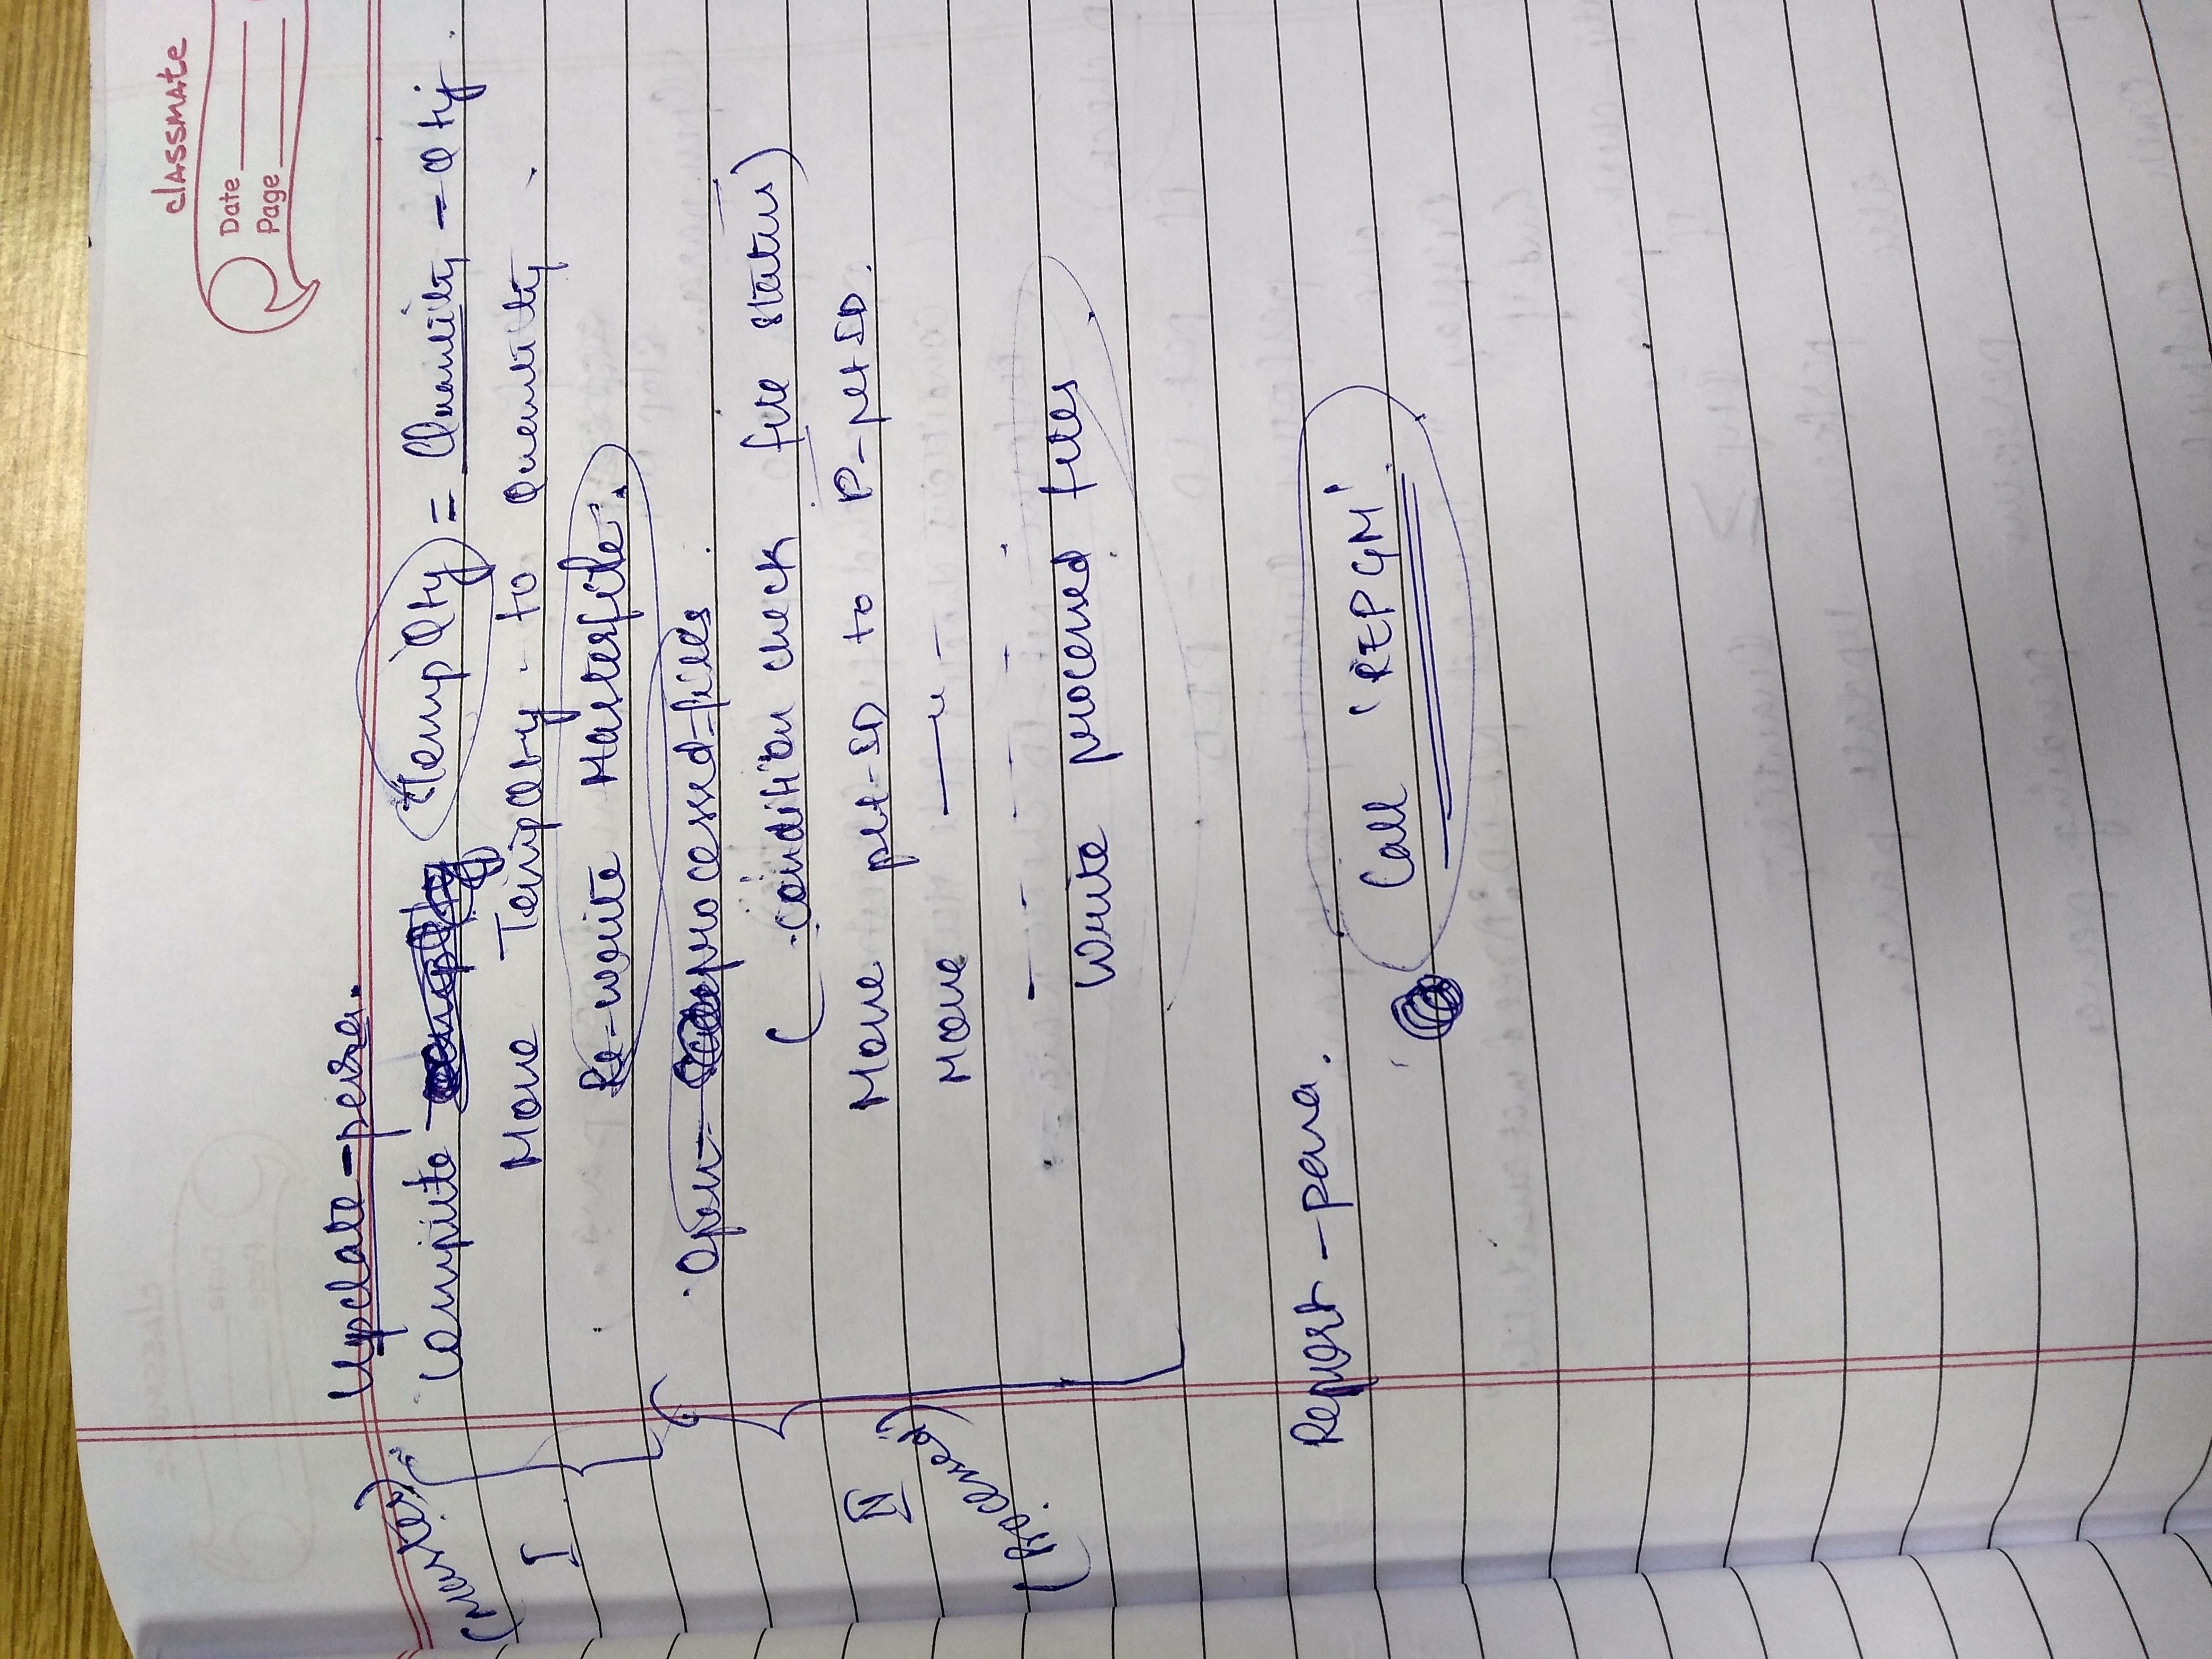 classmate
Date
Page
Update-para.
(Master)
Compute TempQty = Quantity - Qty.
I
Move TempQty to Quantity.
Re-write Masterfile.
Open processed-files.
(condition check file status)
II
(Processed)
Move pet-ID to P-petID.
Move — " —
— — — — —
Write processed files
Report-para.
Call 'REPGM'.